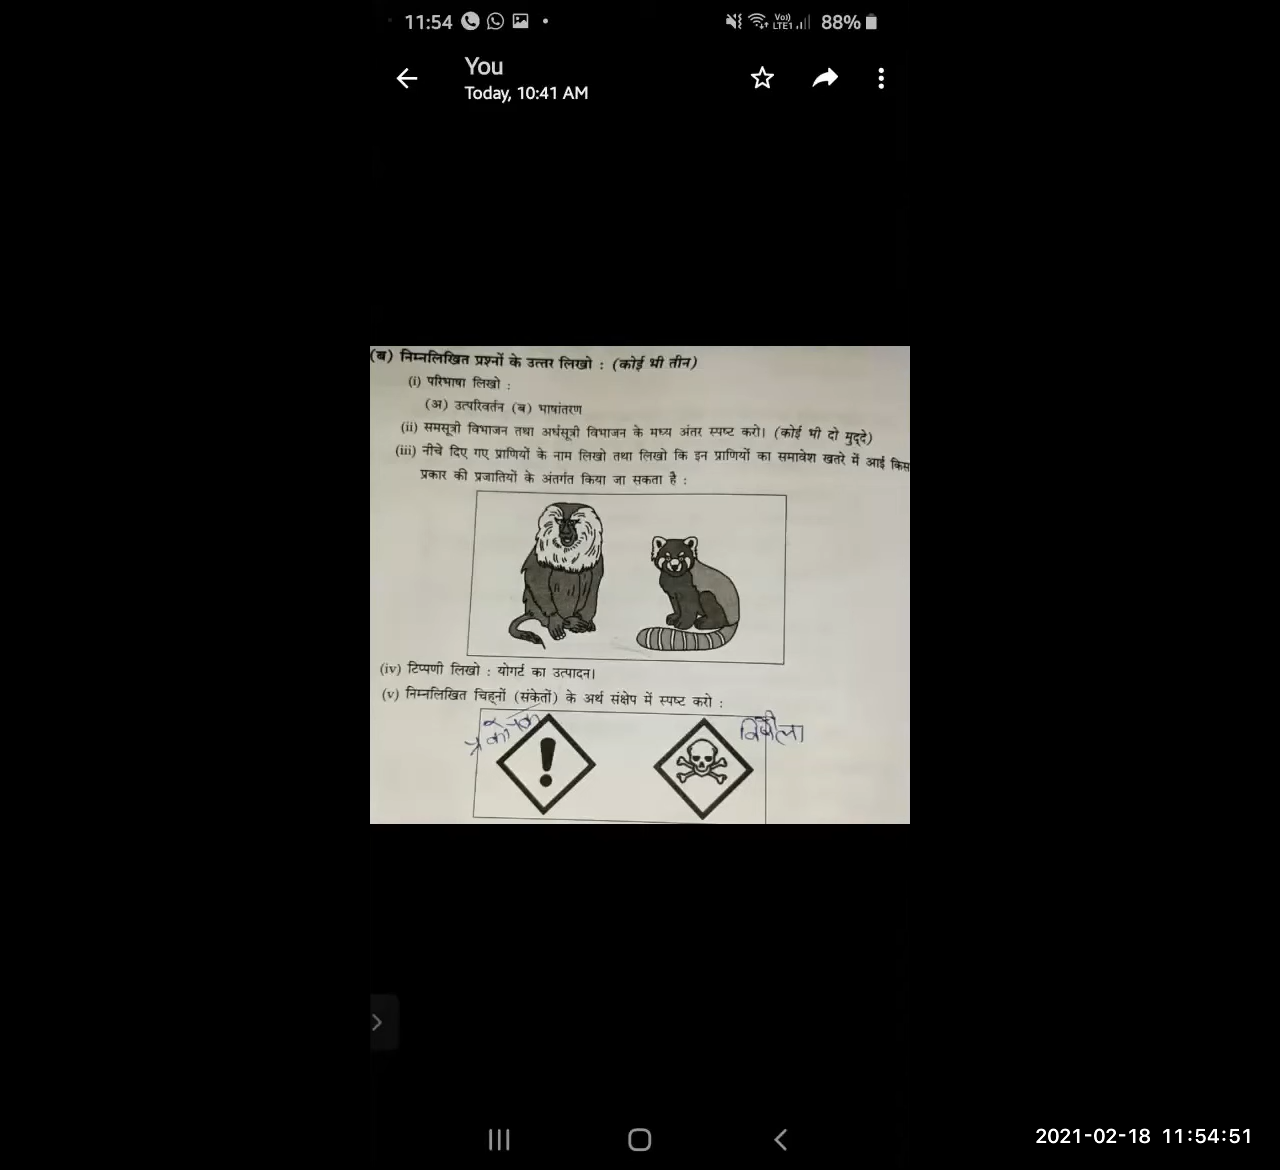 11:54 Vo) LTE1 88%
You
Today, 10:41 AM
(ब) निम्नलिखित प्रश्नों के उत्तर लिखो : (कोई भी तीन)
(i) परिभाषा लिखो :
(अ) उत्परिवर्तन (ब) भाषांतरण
(ii) समसूत्री विभाजन तथा अर्धसूत्री विभाजन के मध्य अंतर स्पष्ट करो। (कोई भी दो मुद्दे)
(iii) नीचे दिए गए प्राणियों के नाम लिखो तथा लिखो कि इन प्राणियों का समावेश खतरे में आई किस
प्रकार की प्रजातियों के अंतर्गत किया जा सकता है :
(iv) टिप्पणी लिखो : योगर्ट का उत्पादन।
(v) निम्नलिखित चिह्नों (संकेतों) के अर्थ संक्षेप में स्पष्ट करो :
विषैला
2021-02-18 11:54:51